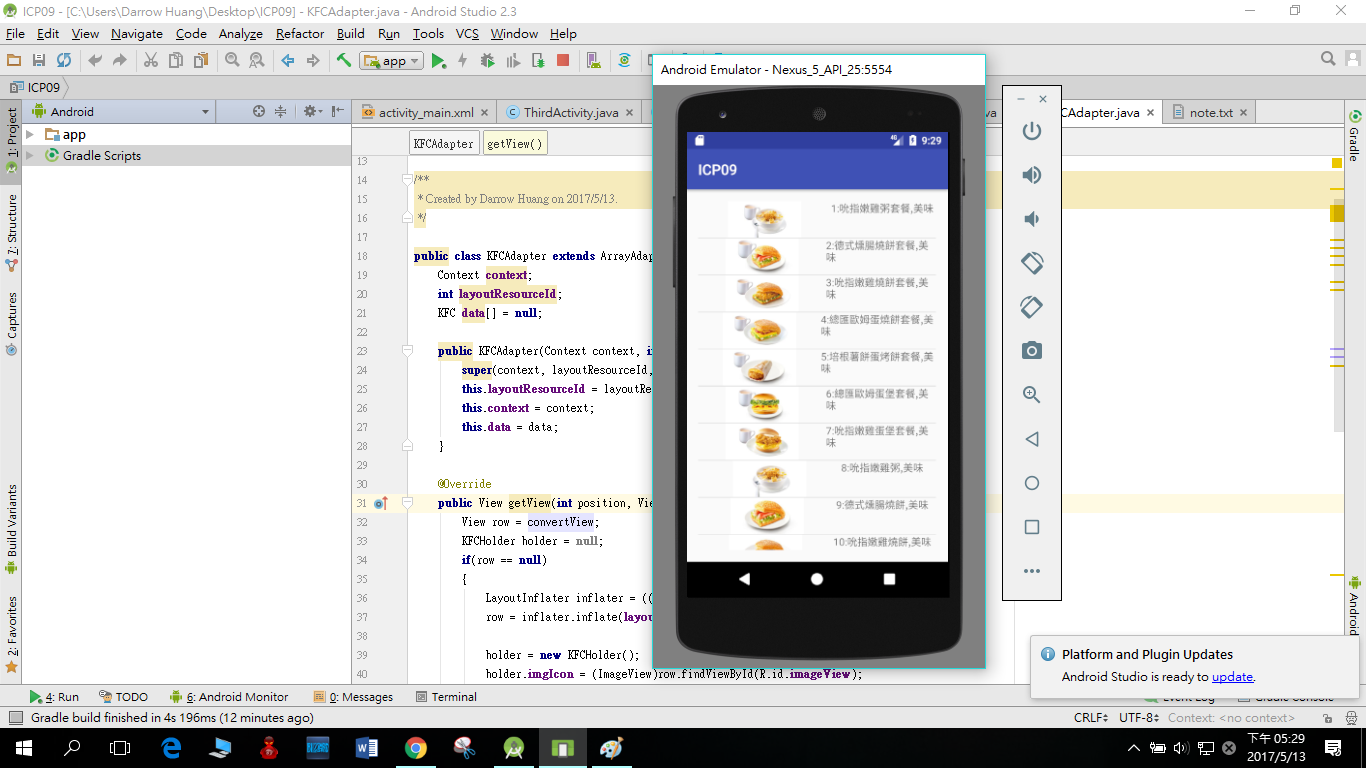 ICP09 - [C:\Users\Darrow Huang\Desktop\ICP09] - KFCAdapter.java - Android Studio 2.3
File Edit View Navigate Code Analyze Refactor Build Run Tools VCS Window Help
app
ICP09
Android
activity_main.xml
ThirdActivity.java
CAdapter.java
note.txt
1: Project
7: Structure
Captures
Build Variants
2: Favorites
app
Gradle Scripts
KFCAdapter
getView()
13
14 /**
15 * Created by Darrow Huang on 2017/5/13.
16 */
17
18 public class KFCAdapter extends ArrayAdap
19 Context context;
20 int layoutResourceId;
21 KFC data[] = null;
22
23 public KFCAdapter(Context context, in
24 super(context, layoutResourceId,
25 this.layoutResourceId = layoutRes
26 this.context = context;
27 this.data = data;
28 }
29
30 @Override
31 public View getView(int position, Vie
32 View row = convertView;
33 KFCHolder holder = null;
34 if(row == null)
35 {
36 LayoutInflater inflater = ((
37 row = inflater.inflate(layou
38
39 holder = new KFCHolder();
40 holder.imgIcon = (ImageView)row.findViewById(R.id.imageView);
Android Emulator - Nexus_5_API_25:5554
9:29
ICP09
1:吮指嫩雞粥套餐,美味
2:德式燻腸燒餅套餐,美
味
3:吮指嫩雞燒餅套餐,美
味
4:總匯歐姆蛋燒餅套餐,美
味
5:培根薯餅蛋烤餅套餐,美
味
6:總匯歐姆蛋堡套餐,美
味
7:吮指嫩雞蛋堡套餐,美
味
8:吮指嫩雞粥,美味
9:德式燻腸燒餅,美味
10:吮指嫩雞燒餅,美味
Gradle
Android
Platform and Plugin Updates
Android Studio is ready to update.
4: Run TODO 6: Android Monitor 0: Messages Terminal
Event Log Gradle Console
Gradle build finished in 4s 196ms (12 minutes ago)
CRLF UTF-8 Context: <no context>
下午 05:29
2017/5/13